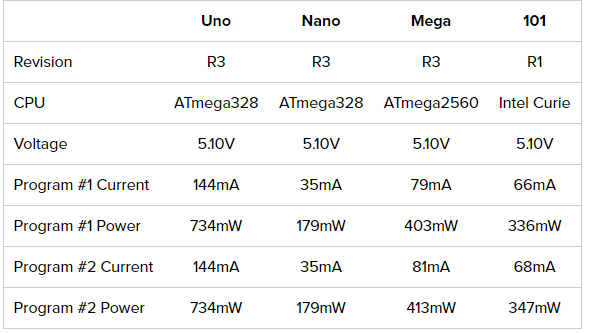 Uno Nano Mega 101
Revision R3 R3 R3 R1
CPU ATmega328 ATmega328 ATmega2560 Intel Curie
Voltage 5.10V 5.10V 5.10V 5.10V
Program #1 Current 144mA 35mA 79mA 66mA
Program #1 Power 734mW 179mW 403mW 336mW
Program #2 Current 144mA 35mA 81mA 68mA
Program #2 Power 734mW 179mW 413mW 347mW